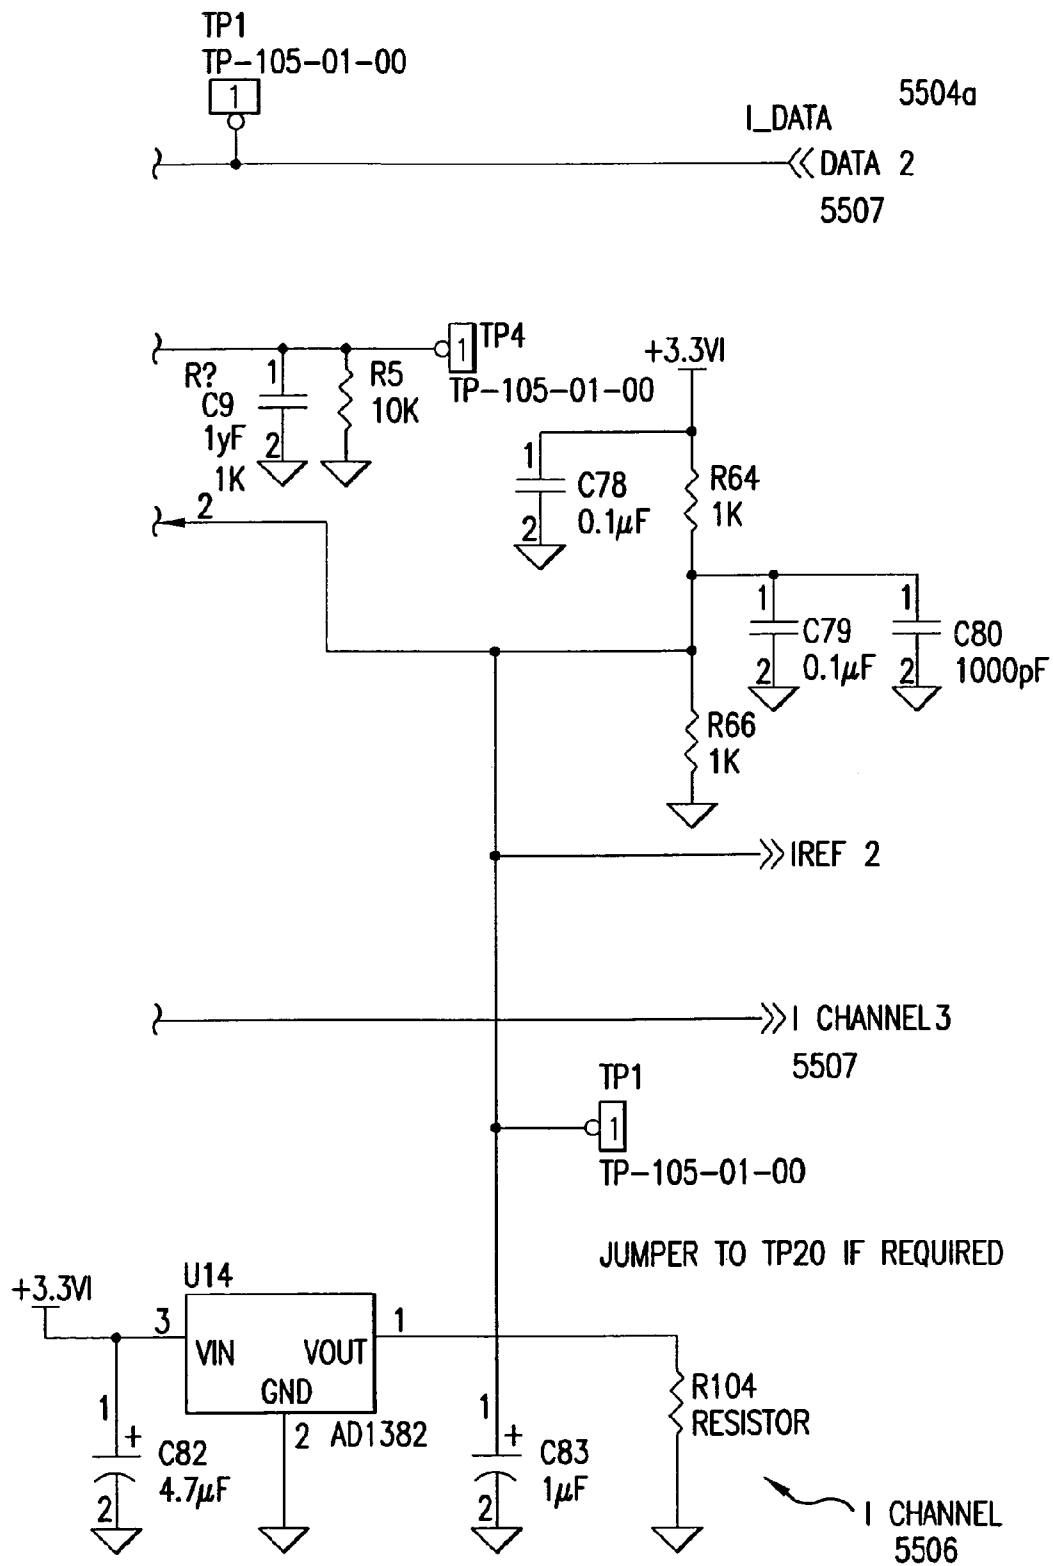 TP1
TP-105-01-00
1
5504a
I_DATA
DATA 2
5507
1
TP4
TP-105-01-00
+3.3VI
R?
C9
1yF
1K
1
2
R5
10K
1
2
C78
0.1µF
R64
1K
2
1
2
C79
0.1µF
1
2
C80
1000pF
R66
1K
IREF 2
I CHANNEL3
5507
TP1
1
TP-105-01-00
JUMPER TO TP20 IF REQUIRED
+3.3VI
U14
3
VIN
VOUT
GND
1
2
AD1382
1
+
2
C82
4.7µF
1
+
2
C83
1µF
R104
RESISTOR
I CHANNEL
5506